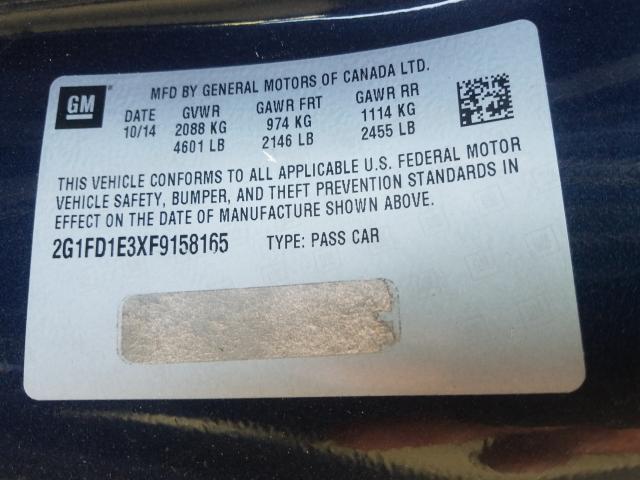 GM
MFD BY GENERAL MOTORS OF CANADA LTD.
DATE GVWR GAWR FRT GAWR RR
10/14 2088 KG 974 KG 1114 KG
4601 LB 2146 LB 2455 LB
THIS VEHICLE CONFORMS TO ALL APPLICABLE U.S. FEDERAL MOTOR
VEHICLE SAFETY, BUMPER, AND THEFT PREVENTION STANDARDS IN
EFFECT ON THE DATE OF MANUFACTURE SHOWN ABOVE.
2G1FD1E3XF9158165 TYPE: PASS CAR